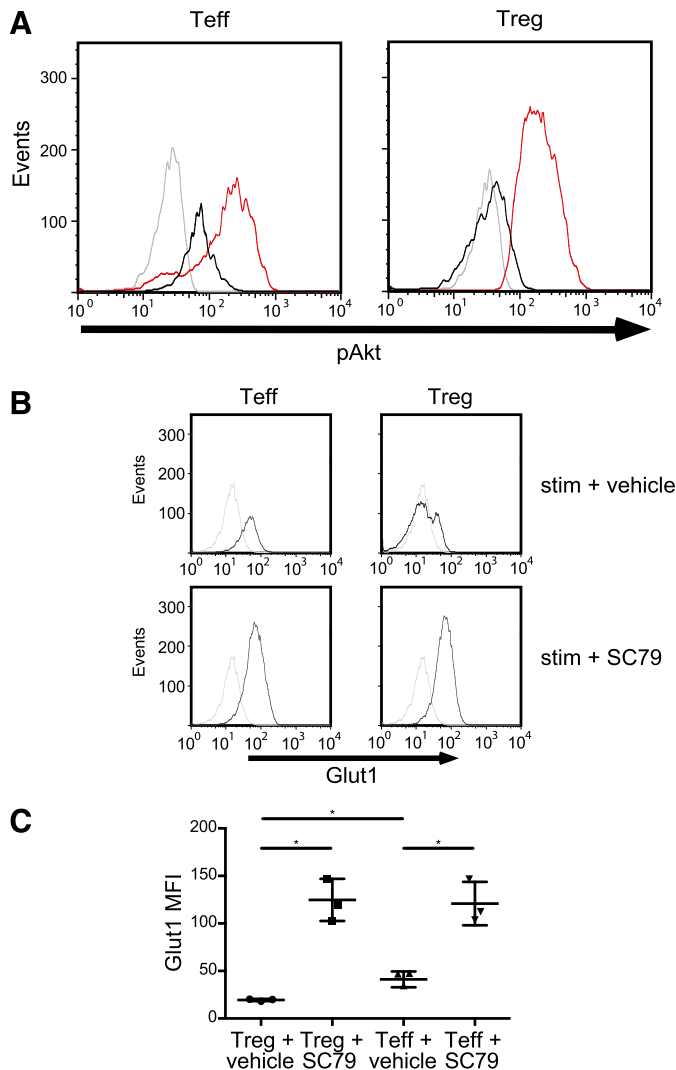 A
Teff
Treg
Events
300
200
100
10^0 10^1 10^2 10^3 10^4
10^0 10^1 10^2 10^3 10^4
pAkt
B
Teff
Treg
Events
300
200
100
10^0 10^1 10^2 10^3 10^4
10^0 10^1 10^2 10^3 10^4
stim + vehicle
Events
300
200
100
10^0 10^1 10^2 10^3 10^4
10^0 10^1 10^2 10^3 10^4
stim + SC79
Glut1
C
Glut1 MFI
200
150
100
50
0
*
*
*
Treg + Treg + Teff + Teff +
vehicle SC79 vehicle SC79